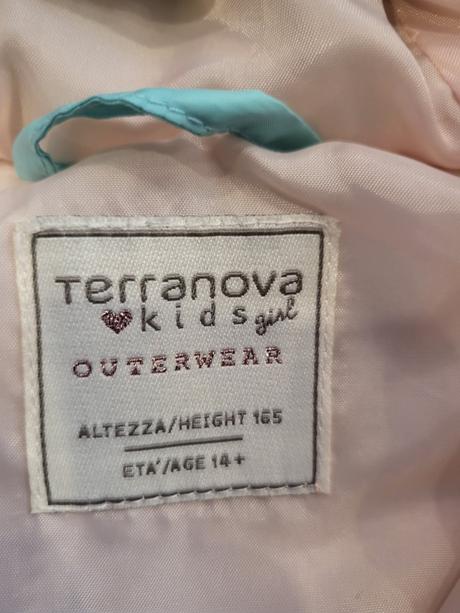 Terranova
kids girl
OUTERWEAR
ALTEZZA/HEIGHT 165
ETA'/AGE 14+